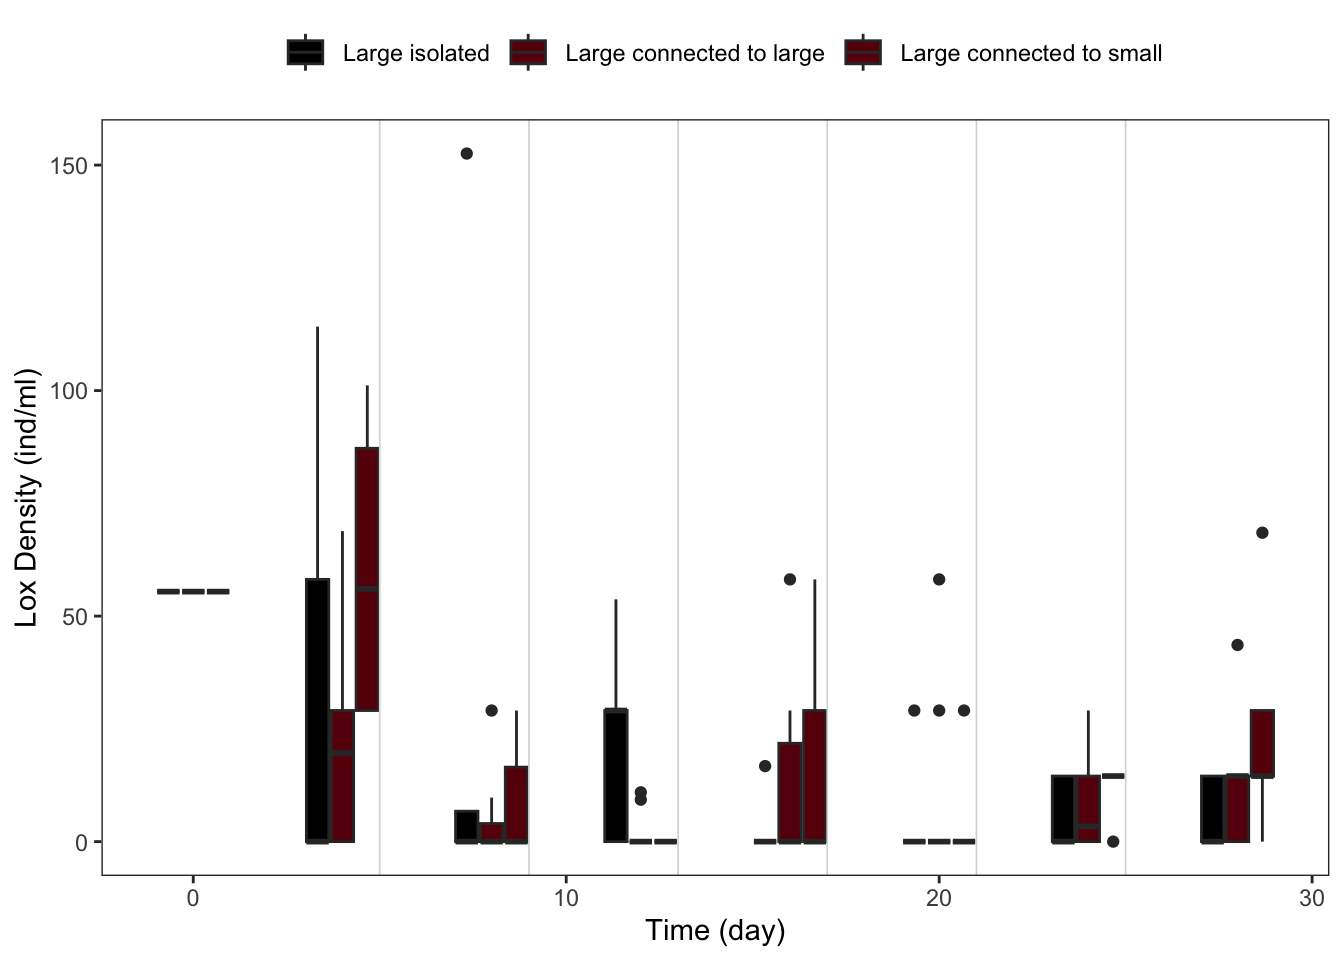 Large isolated Large connected to large Large connected to small
150
100
50
0
Lox Density (ind/ml)
0 10 20 30
Time (day)